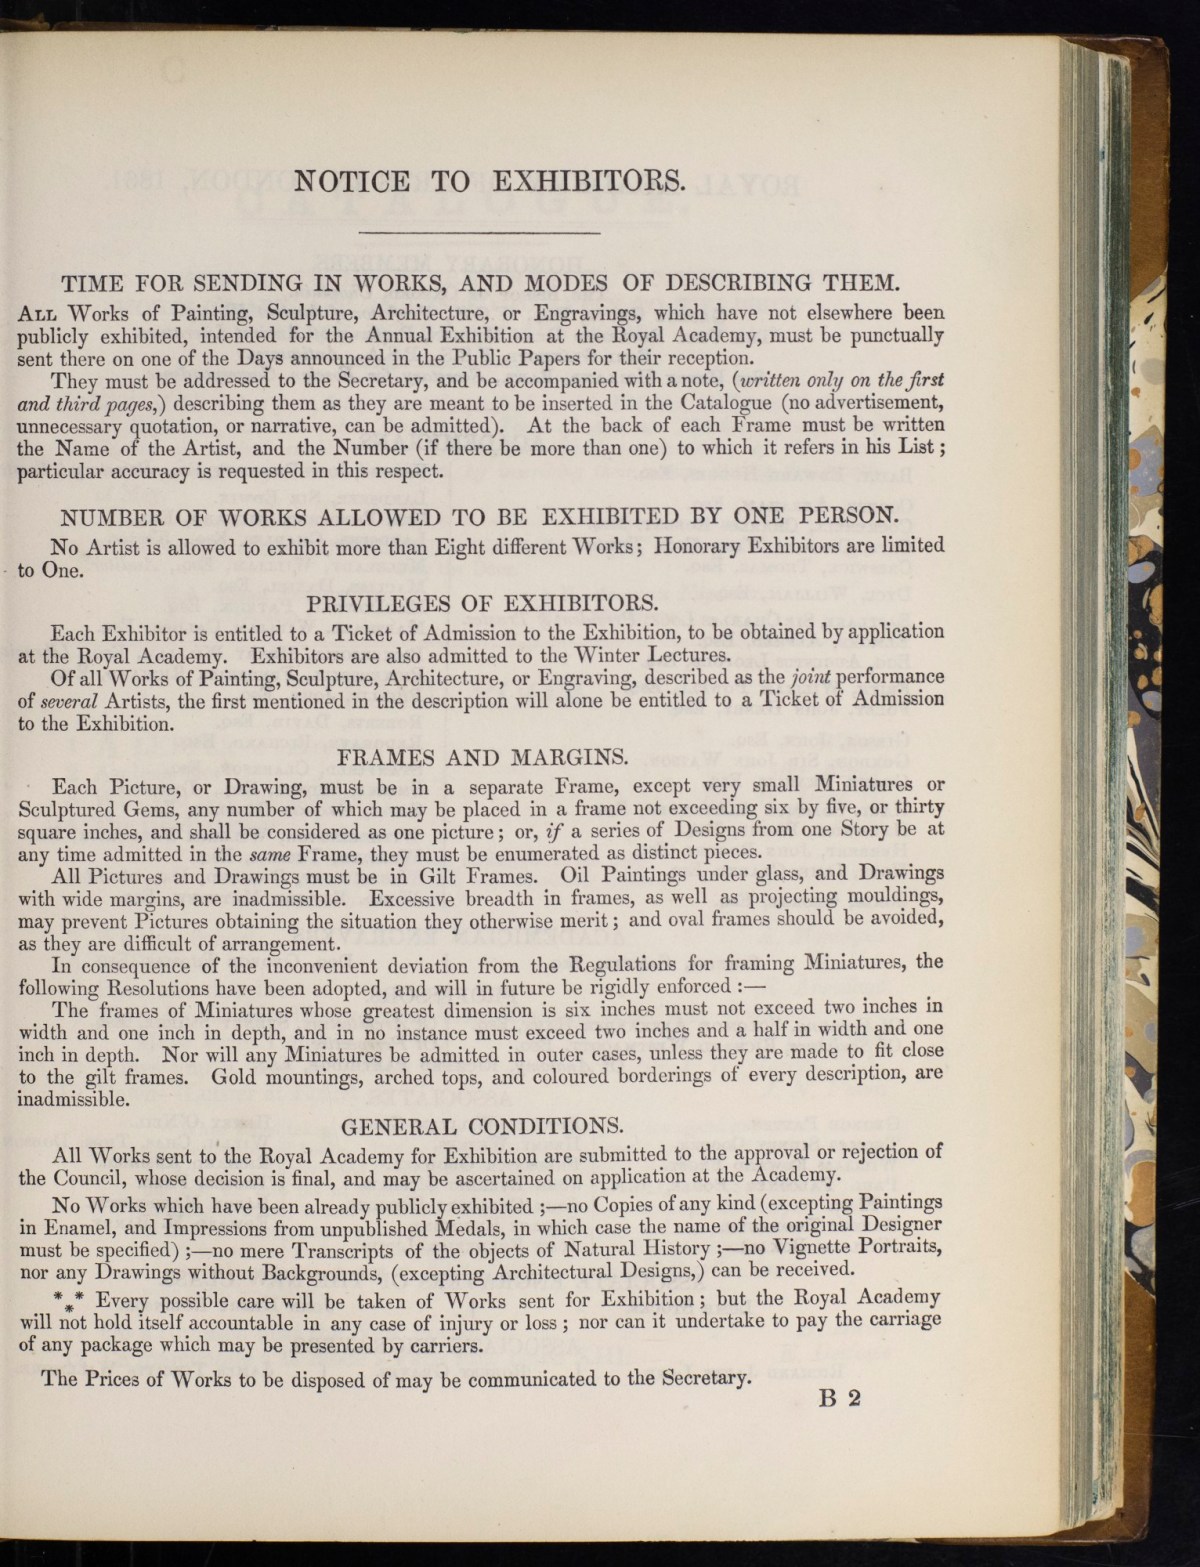 NOTICE TO EXHIBITORS.
TIME FOR SENDING IN WORKS, AND MODES OF DESCRIBING THEM.
ALL Works of Painting, Sculpture, Architecture, or Engravings, which have not elsewhere been
publicly exhibited, intended for the Annual Exhibition at the Royal Academy, must be punctually
sent there on one of the Days announced in the Public Papers for their reception.
They must be addressed to the Secretary, and be accompanied with a note, (written only on the first
and third pages,) describing them as they are meant to be inserted in the Catalogue (no advertisement,
unnecessary quotation, or narrative, can be admitted). At the back of each Frame must be written
the Name of the Artist, and the Number (if there be more than one) to which it refers in his List;
particular accuracy is requested in this respect.
NUMBER OF WORKS ALLOWED TO BE EXHIBITED BY ONE PERSON.
No Artist is allowed to exhibit more than Eight different Works; Honorary Exhibitors are limited
to One.
PRIVILEGES OF EXHIBITORS.
Each Exhibitor is entitled to a Ticket of Admission to the Exhibition, to be obtained by application
at the Royal Academy. Exhibitors are also admitted to the Winter Lectures.
Of all Works of Painting, Sculpture, Architecture, or Engraving, described as the joint performance
of several Artists, the first mentioned in the description will alone be entitled to a Ticket of Admission
to the Exhibition.
FRAMES AND MARGINS.
Each Picture, or Drawing, must be in a separate Frame, except very small Miniatures or
Sculptured Gems, any number of which may be placed in a frame not exceeding six by five, or thirty
square inches, and shall be considered as one picture; or, if a series of Designs from one Story be at
any time admitted in the same Frame, they must be enumerated as distinct pieces.
All Pictures and Drawings must be in Gilt Frames. Oil Paintings under glass, and Drawings
with wide margins, are inadmissible. Excessive breadth in frames, as well as projecting mouldings,
may prevent Pictures obtaining the situation they otherwise merit; and oval frames should be avoided,
as they are difficult of arrangement.
In consequence of the inconvenient deviation from the Regulations for framing Miniatures, the
following Resolutions have been adopted, and will in future be rigidly enforced :—
The frames of Miniatures whose greatest dimension is six inches must not exceed two inches in
width and one inch in depth, and in no instance must exceed two inches and a half in width and one
inch in depth. Nor will any Miniatures be admitted in outer cases, unless they are made to fit close
to the gilt frames. Gold mountings, arched tops, and coloured borderings of every description, are
inadmissible.
GENERAL CONDITIONS.
All Works sent to the Royal Academy for Exhibition are submitted to the approval or rejection of
the Council, whose decision is final, and may be ascertained on application at the Academy.
No Works which have been already publicly exhibited ;—no Copies of any kind (excepting Paintings
in Enamel, and Impressions from unpublished Medals, in which case the name of the original Designer
must be specified) ;—no mere Transcripts of the objects of Natural History ;—no Vignette Portraits,
nor any Drawings without Backgrounds, (excepting Architectural Designs,) can be received.
*** Every possible care will be taken of Works sent for Exhibition; but the Royal Academy
will not hold itself accountable in any case of injury or loss; nor can it undertake to pay the carriage
of any package which may be presented by carriers.
The Prices of Works to be disposed of may be communicated to the Secretary.
B 2